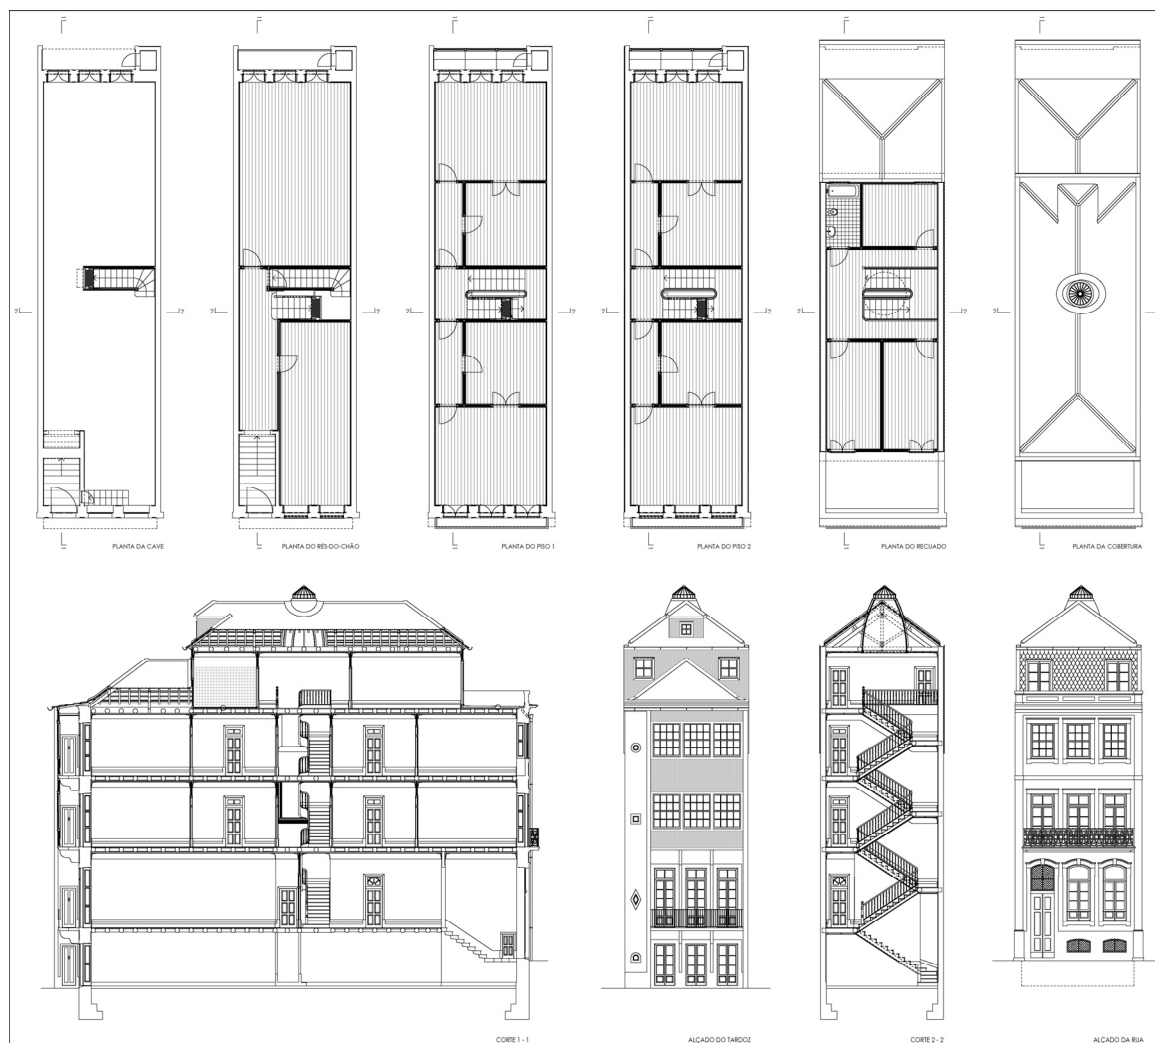 PLANTA DA CAVE
PLANTA DO RÉS-DO-CHÃO
PLANTA DO PISO 1
PLANTA DO PISO 2
PLANTA DO RECUADO
PLANTA DA COBERTURA
CORTE 1 - 1
ALÇADO DO TARDOZ
CORTE 2 - 2
ALÇADO DA RUA